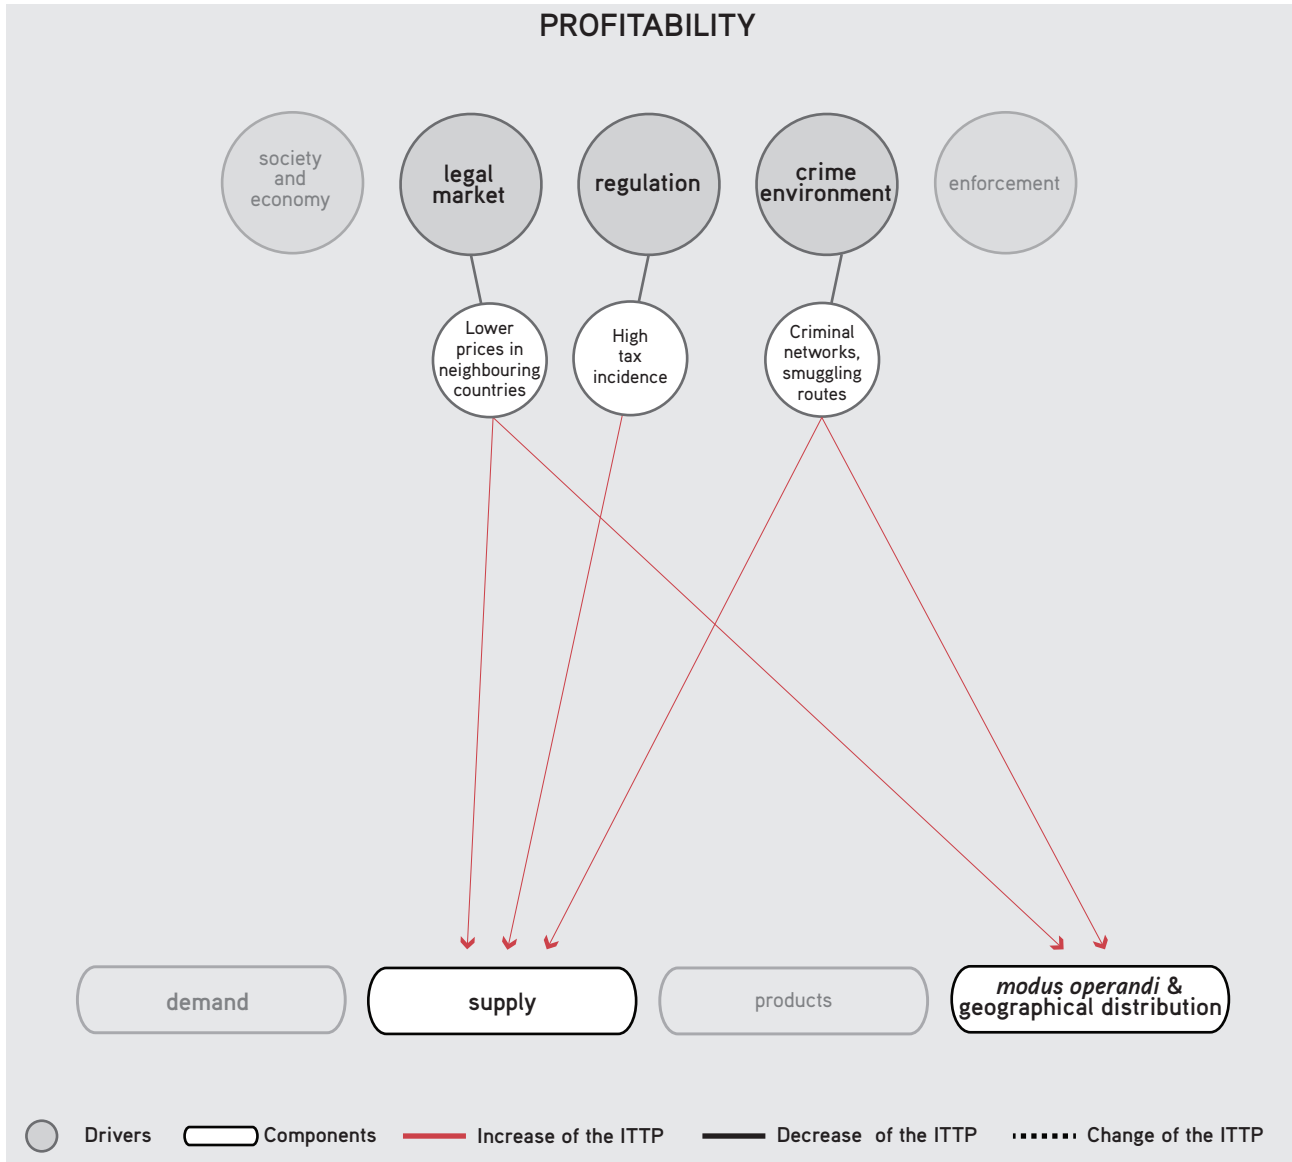 PROFITABILITY
society
and
economy
legal
market
regulation
crime
environment
enforcement
Lower
prices in
neighbouring
countries
High
tax
incidence
Criminal
networks,
smuggling
routes
demand
supply
products
modus operandi &
geographical distribution
Drivers
Components
Increase of the ITTP
Decrease of the ITTP
Change of the ITTP